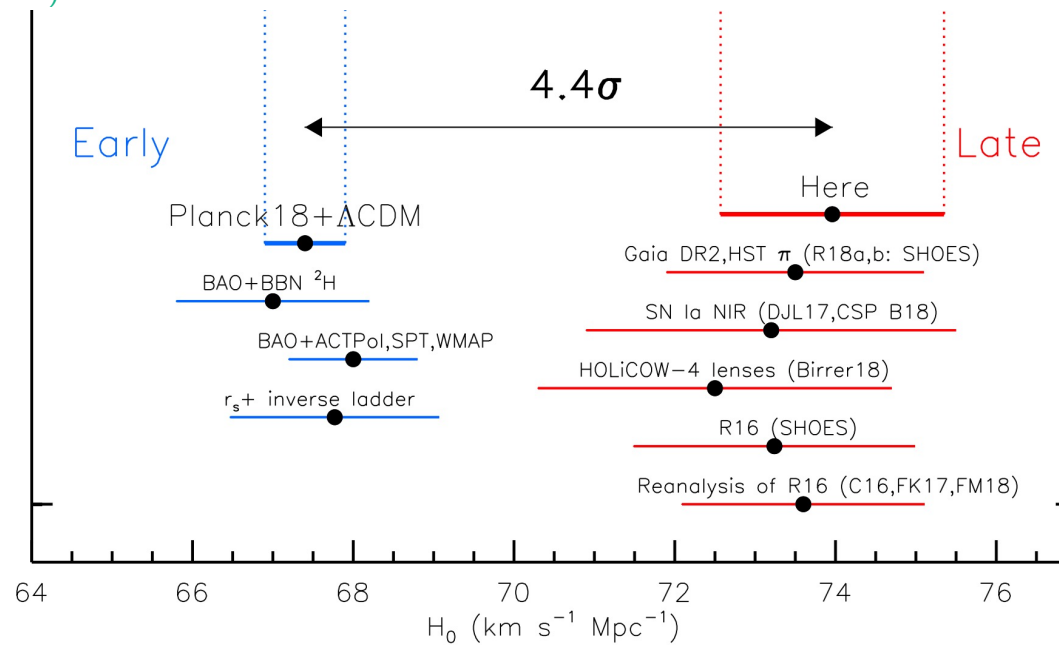 4.4σ
Early
Late
Here
Planck18+ΛCDM
Gaia DR2,HST π (R18a,b: SHOES)
BAO+BBN ²H
SN Ia NIR (DJL17,CSP B18)
BAO+ACTPol,SPT,WMAP
HOLiCOW−4 lenses (Birrer18)
rₛ+ inverse ladder
R16 (SHOES)
Reanalysis of R16 (C16,FK17,FM18)
64 66 68 70 72 74 76
H₀ (km s⁻¹ Mpc⁻¹)